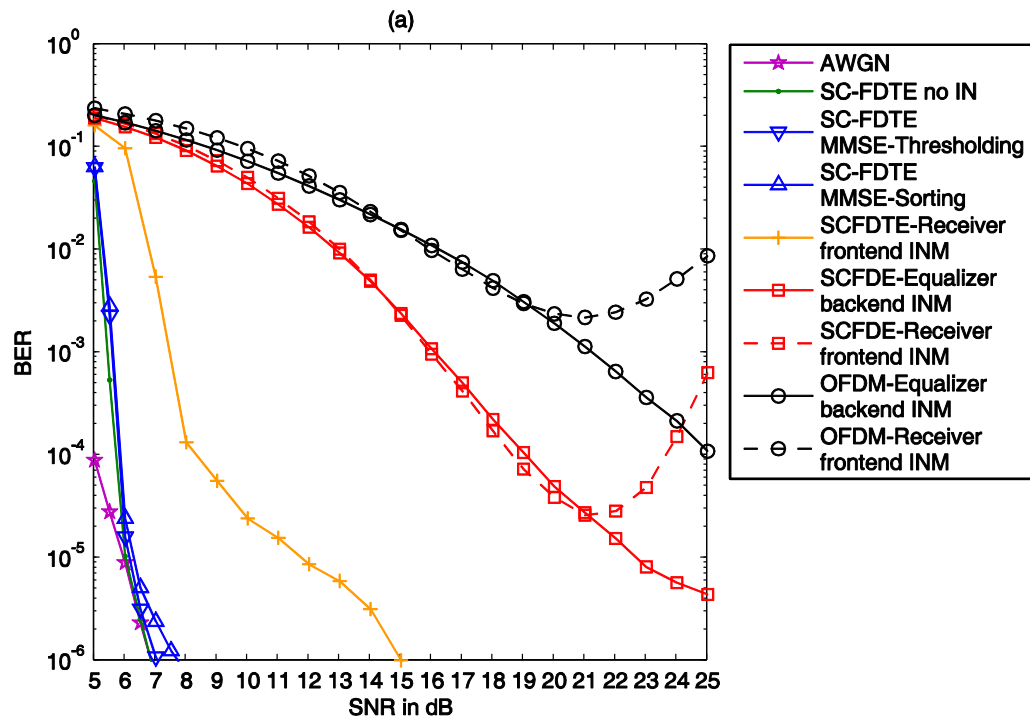 (a)
10^0
10^-1
10^-2
10^-3
10^-4
10^-5
10^-6
BER
5 6 7 8 9 10 11 12 13 14 15 16 17 18 19 20 21 22 23 24 25
SNR in dB
AWGN
SC-FDTE no IN
SC-FDTE
MMSE-Thresholding
SC-FDTE
MMSE-Sorting
SCFDTE-Receiver
frontend INM
SCFDE-Equalizer
backend INM
SCFDE-Receiver
frontend INM
OFDM-Equalizer
backend INM
OFDM-Receiver
frontend INM